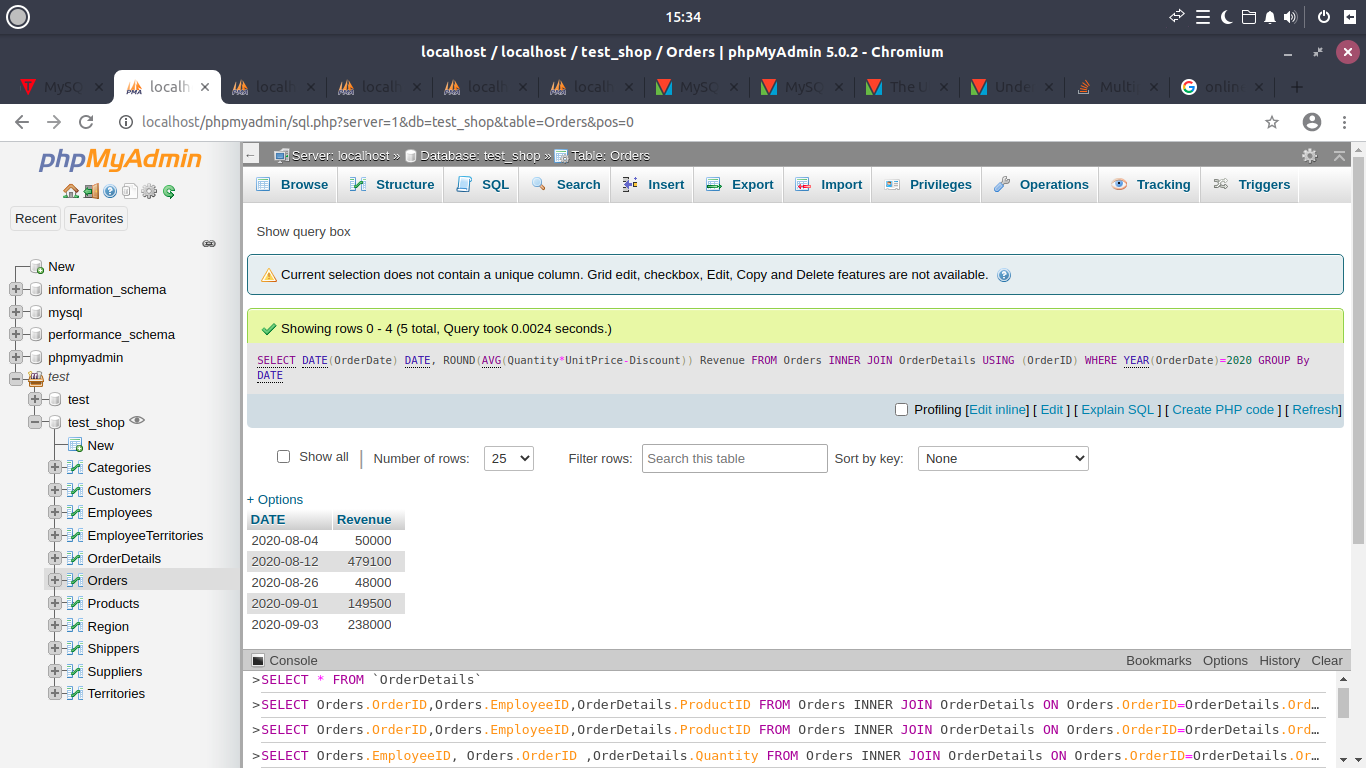 15:34
localhost / localhost / test_shop / Orders | phpMyAdmin 5.0.2 - Chromium
MySQ localh localh localh localh localh MySQ MySQ The U Unde Multi onlin
localhost/phpmyadmin/sql.php?server=1&db=test_shop&table=Orders&pos=0
phpMyAdmin
Recent Favorites
New
information_schema
mysql
performance_schema
phpmyadmin
test
test
test_shop
New
Categories
Customers
Employees
EmployeeTerritories
OrderDetails
Orders
Products
Region
Shippers
Suppliers
Territories
Server: localhost » Database: test_shop » Table: Orders
Browse Structure SQL Search Insert Export Import Privileges Operations Tracking Triggers
Show query box
Current selection does not contain a unique column. Grid edit, checkbox, Edit, Copy and Delete features are not available.
Showing rows 0 - 4 (5 total, Query took 0.0024 seconds.)
SELECT DATE(OrderDate) DATE, ROUND(AVG(Quantity*UnitPrice-Discount)) Revenue FROM Orders INNER JOIN OrderDetails USING (OrderID) WHERE YEAR(OrderDate)=2020 GROUP By
DATE
Profiling [Edit inline] [ Edit ] [ Explain SQL ] [ Create PHP code ] [ Refresh]
Show all | Number of rows: 25 Filter rows: Search this table Sort by key: None
+ Options
DATE Revenue
2020-08-04 50000
2020-08-12 479100
2020-08-26 48000
2020-09-01 149500
2020-09-03 238000
Console Bookmarks Options History Clear
>SELECT * FROM `OrderDetails`
>SELECT Orders.OrderID,Orders.EmployeeID,OrderDetails.ProductID FROM Orders INNER JOIN OrderDetails ON Orders.OrderID=OrderDetails.Ord…
>SELECT Orders.OrderID,Orders.EmployeeID,OrderDetails.ProductID FROM Orders INNER JOIN OrderDetails ON Orders.OrderID=OrderDetails.Ord…
>SELECT Orders.EmployeeID, Orders.OrderID ,OrderDetails.Quantity FROM Orders INNER JOIN OrderDetails ON Orders.OrderID=OrderDetails.Or…